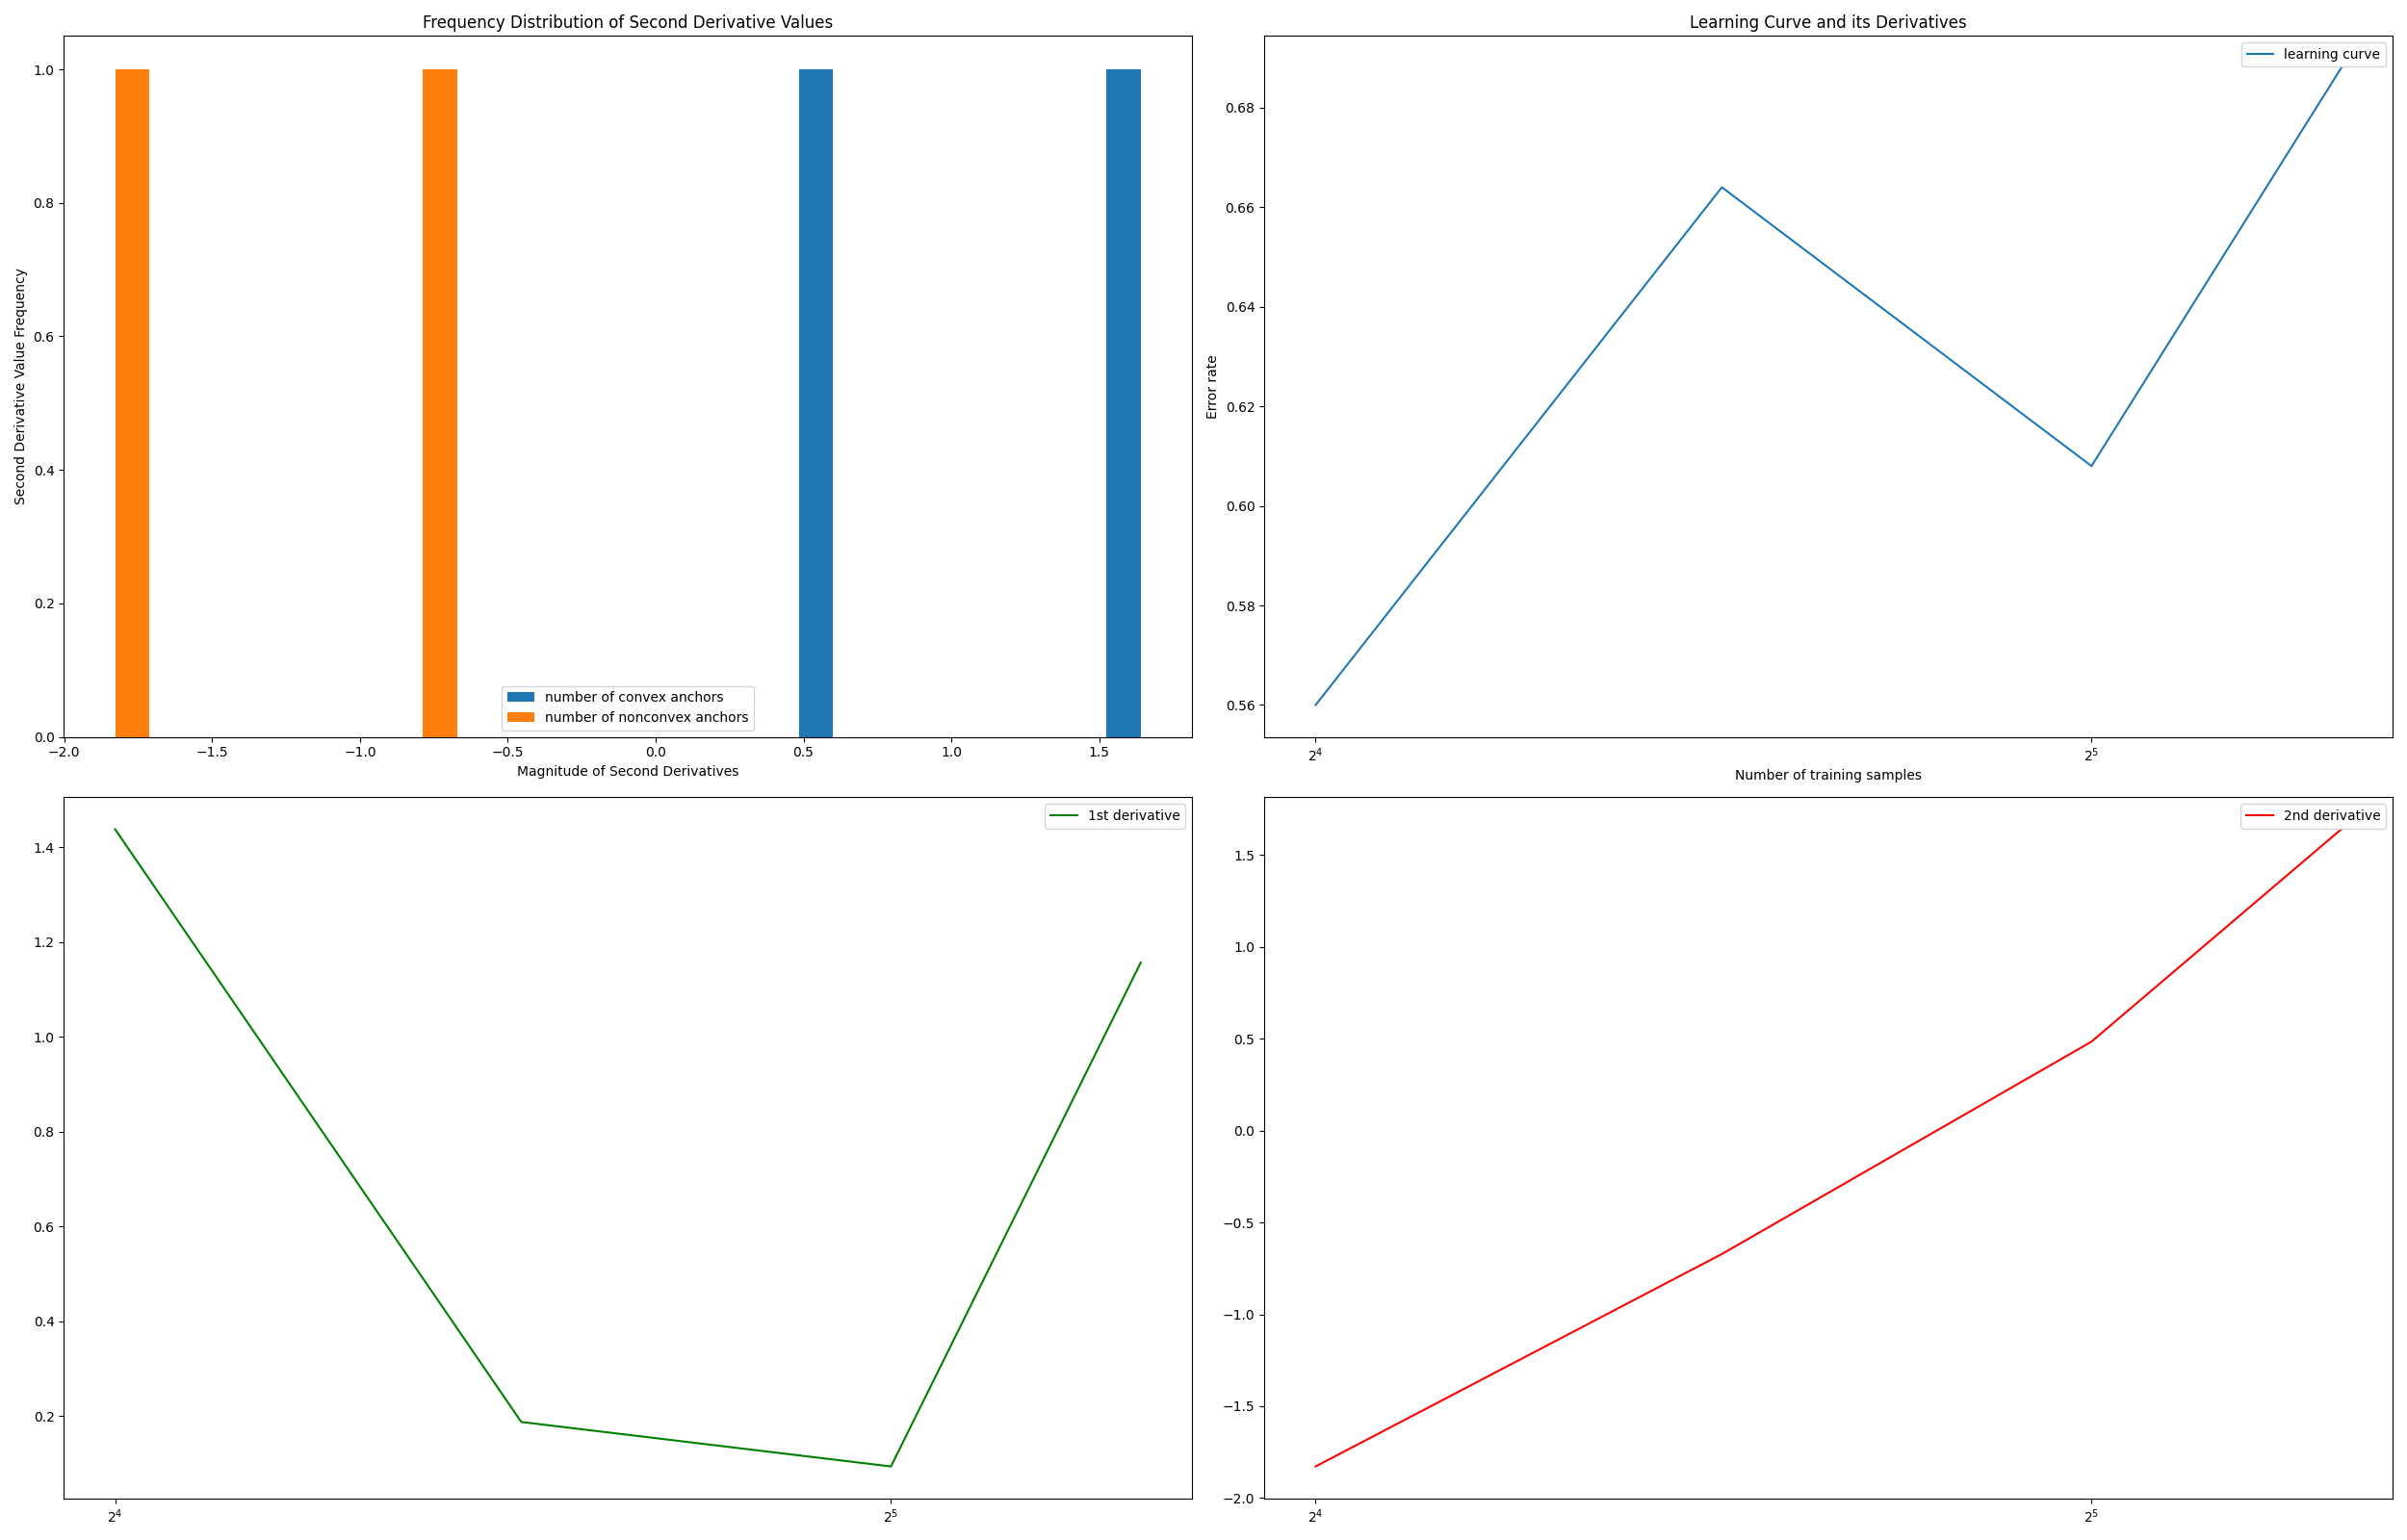 Frequency Distribution of Second Derivative Values
Second Derivative Value Frequency
1.0
0.8
0.6
0.4
0.2
0.0
number of convex anchors
number of nonconvex anchors
−2.0 −1.5 −1.0 −0.5 0.0 0.5 1.0 1.5
Magnitude of Second Derivatives
Learning Curve and its Derivatives
learning curve
Error rate
0.68
0.66
0.64
0.62
0.60
0.58
0.56
2⁴ 2⁵
Number of training samples
1st derivative
1.4
1.2
1.0
0.8
0.6
0.4
0.2
2⁴ 2⁵
2nd derivative
1.5
1.0
0.5
0.0
−0.5
−1.0
−1.5
−2.0
2⁴ 2⁵